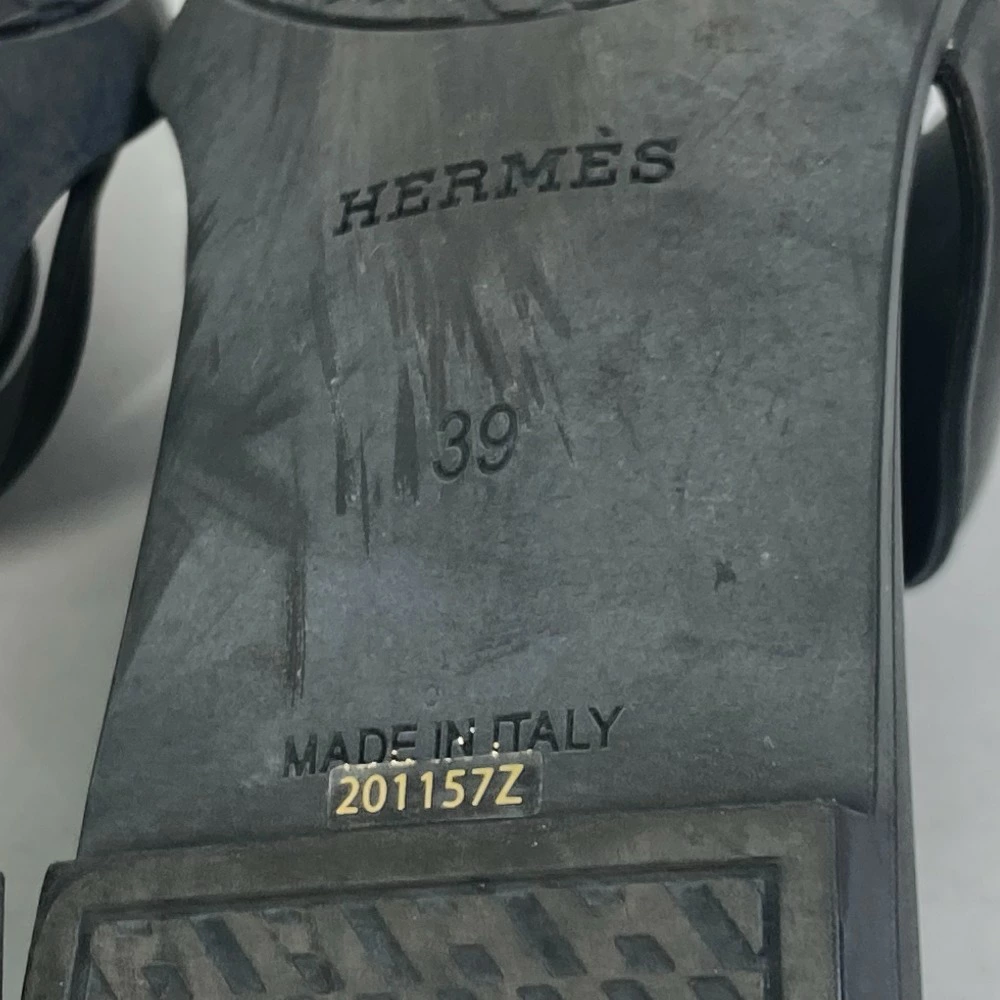 HERMÈS
39
MADE IN ITALY
201157Z